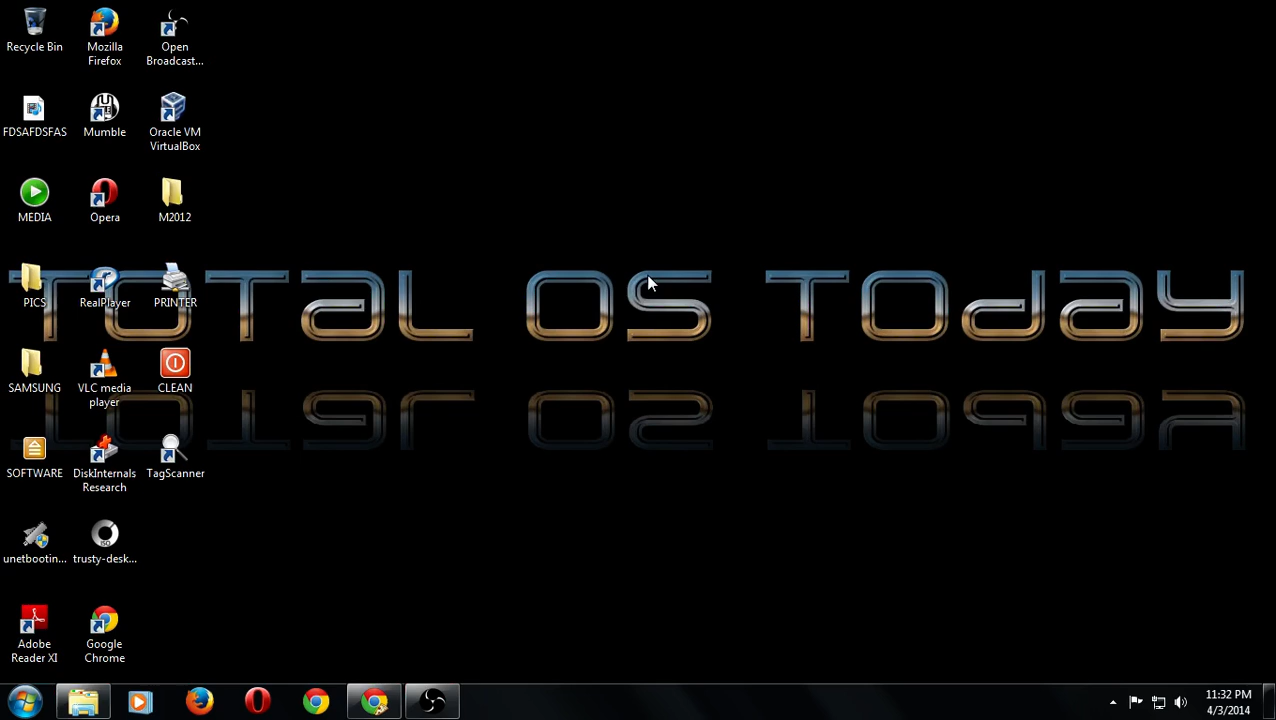 Recycle Bin
Mozilla
Firefox
Open
Broadcast...
FDSAFDSFAS
Mumble
Oracle VM
VirtualBox
MEDIA
Opera
M2012
PICS
RealPlayer
PRINTER
TOTaL OS TOday
SAMSUNG
VLC media
player
CLEAN
SOFTWARE
DiskInternals
Research
TagScanner
unetbootin...
trusty-desk...
ISO
Adobe
Reader XI
Google
Chrome
11:32 PM
4/3/2014